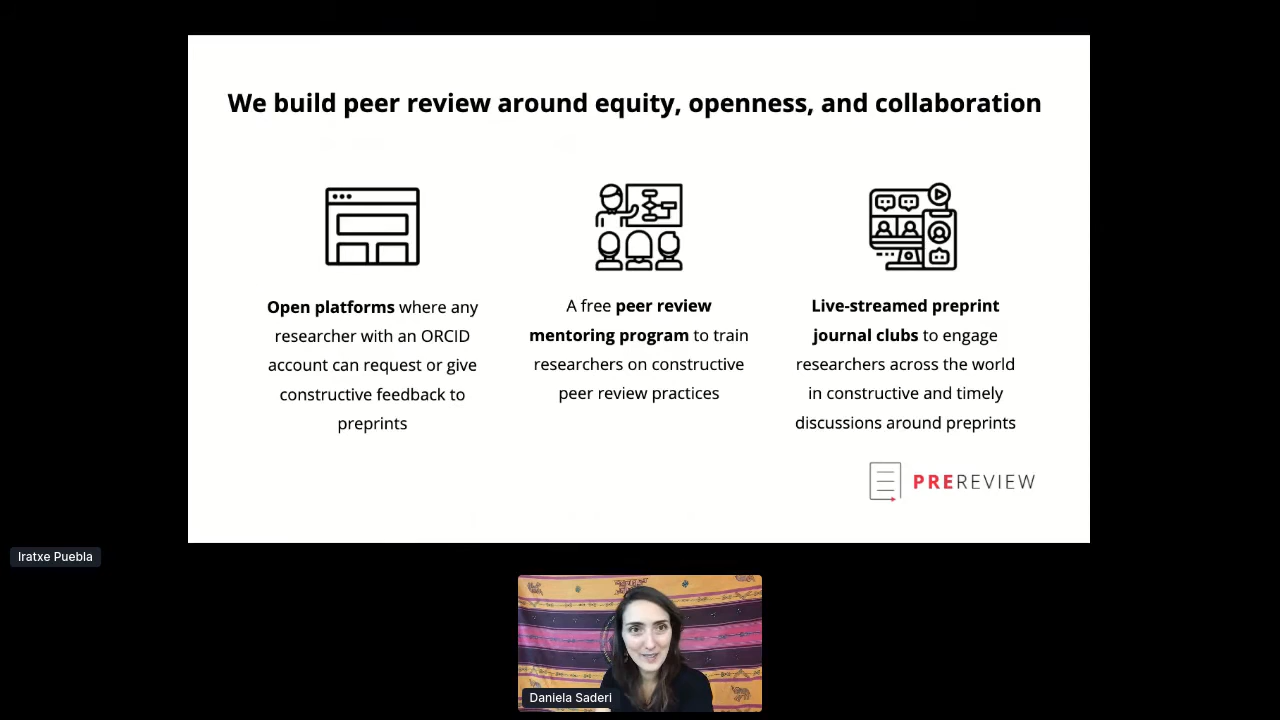 We build peer review around equity, openness, and collaboration
Open platforms where any
researcher with an ORCID
account can request or give
constructive feedback to
preprints
A free peer review
mentoring program to train
researchers on constructive
peer review practices
Live-streamed preprint
journal clubs to engage
researchers across the world
in constructive and timely
discussions around preprints
PREREVIEW
Iratxe Puebla
Daniela Saderi